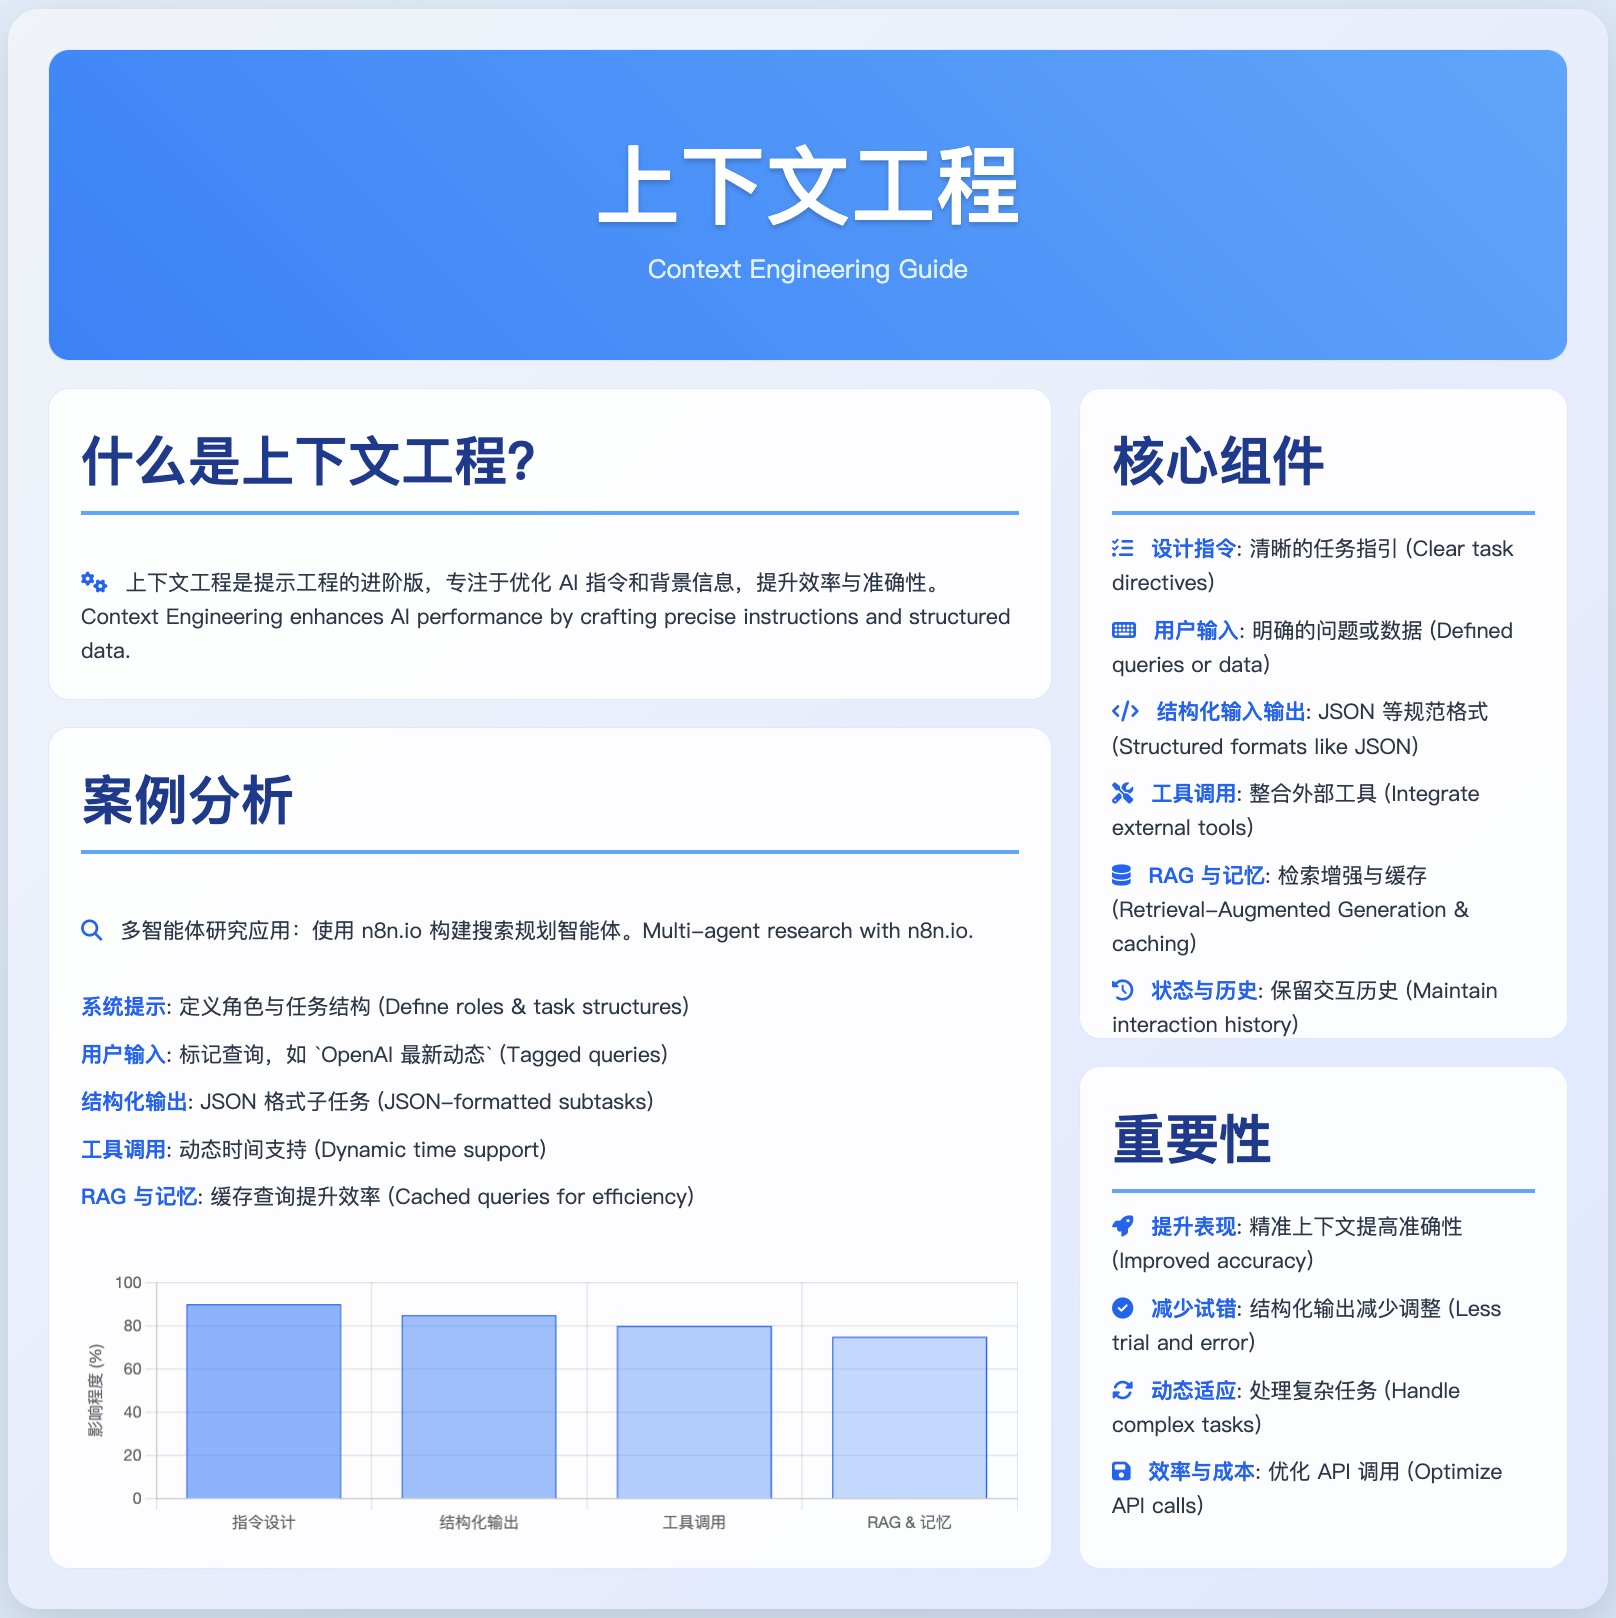 上下文工程
Context Engineering Guide
什么是上下文工程?
上下文工程是提示工程的进阶版，专注于优化 AI 指令和背景信息，提升效率与准确性。
Context Engineering enhances AI performance by crafting precise instructions and structured
data.
案例分析
多智能体研究应用：使用 n8n.io 构建搜索规划智能体。Multi-agent research with n8n.io.
系统提示: 定义角色与任务结构 (Define roles & task structures)
用户输入: 标记查询，如 `OpenAI 最新动态` (Tagged queries)
结构化输出: JSON 格式子任务 (JSON-formatted subtasks)
工具调用: 动态时间支持 (Dynamic time support)
RAG 与记忆: 缓存查询提升效率 (Cached queries for efficiency)
影响程度 (%)
100
80
60
40
20
0
指令设计
结构化输出
工具调用
RAG & 记忆
核心组件
设计指令: 清晰的任务指引 (Clear task
directives)
用户输入: 明确的问题或数据 (Defined
queries or data)
结构化输入输出: JSON 等规范格式
(Structured formats like JSON)
工具调用: 整合外部工具 (Integrate
external tools)
RAG 与记忆: 检索增强与缓存
(Retrieval-Augmented Generation &
caching)
状态与历史: 保留交互历史 (Maintain
interaction history)
重要性
提升表现: 精准上下文提高准确性
(Improved accuracy)
减少试错: 结构化输出减少调整 (Less
trial and error)
动态适应: 处理复杂任务 (Handle
complex tasks)
效率与成本: 优化 API 调用 (Optimize
API calls)